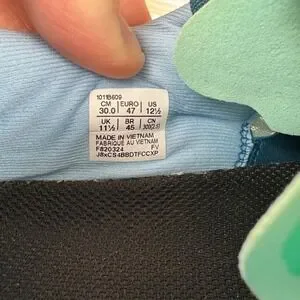 1011B609
CM EURO US
30.0 47 12½
UK BR CN
11½ 45 300(2.5)
MADE IN VIETNAM
FABRIQUE AU VIETNAM
F820324 FV
J8xCS4BBDTFCCXP